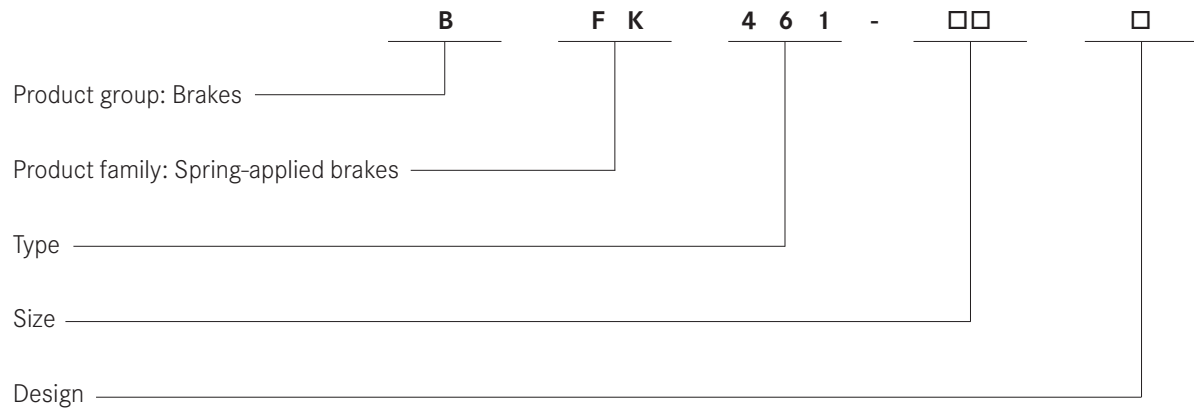 B F K 4 6 1 - □□ □
Product group: Brakes
Product family: Spring-applied brakes
Type
Size
Design